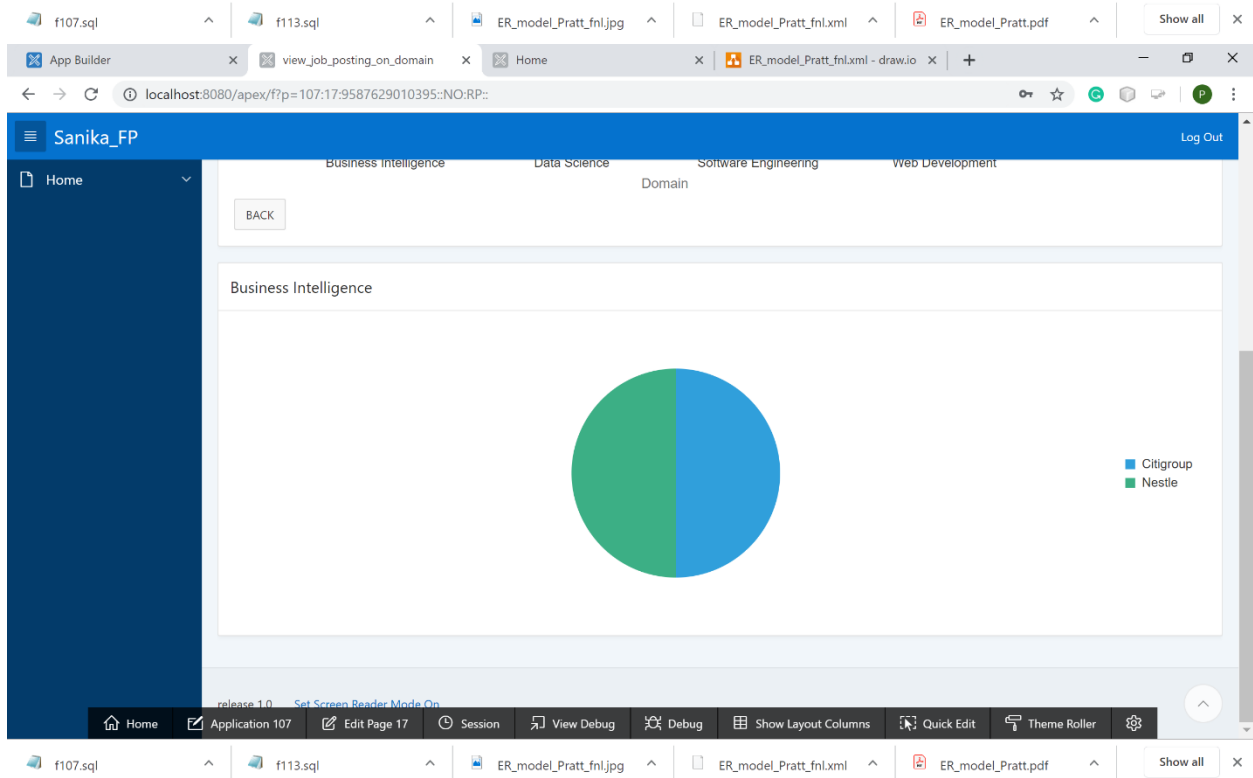 f107.sql f113.sql ER_model_Pratt_fnl.jpg ER_model_Pratt_fnl.xml ER_model_Pratt.pdf Show all
App Builder view_job_posting_on_domain Home ER_model_Pratt_fnl.xml - draw.io
localhost:8080/apex/f?p=107:17:9587629010395::NO:RP:: P
Sanika_FP Log Out
Home
Business Intelligence Data Science Software Engineering Web Development
Domain
BACK
Business Intelligence
Citigroup
Nestle
release 1.0 Set Screen Reader Mode On
Home Application 107 Edit Page 17 Session View Debug Debug Show Layout Columns Quick Edit Theme Roller
f107.sql f113.sql ER_model_Pratt_fnl.jpg ER_model_Pratt_fnl.xml ER_model_Pratt.pdf Show all